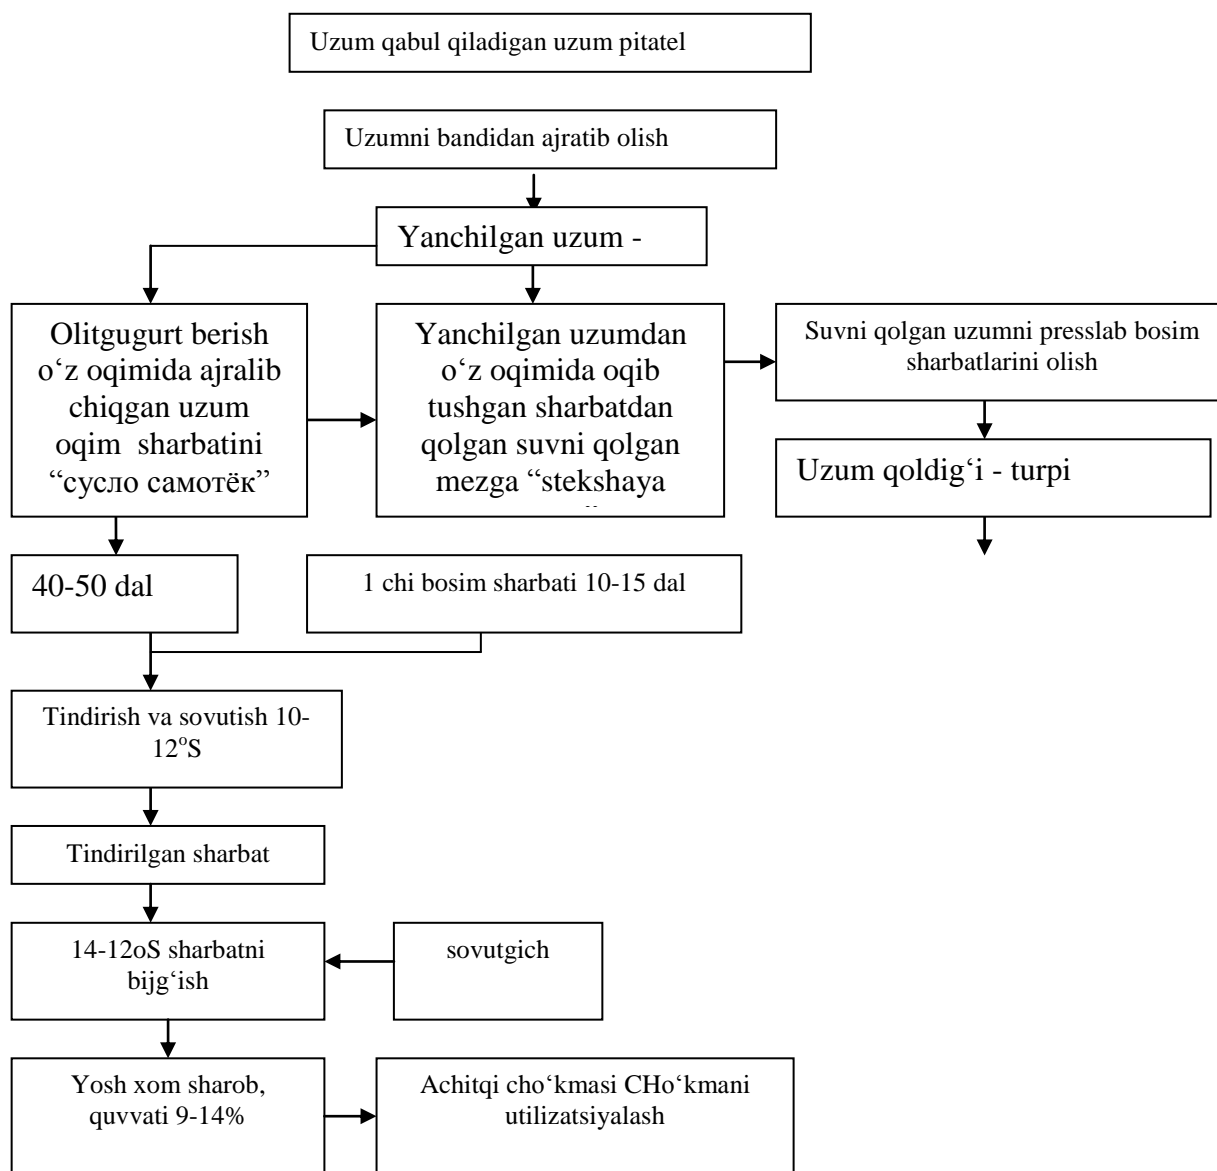 Uzum qabul qiladigan uzum pitatel
Uzumni bandidan ajratib olish
Yanchilgan uzum -
Olitgugurt berish
o‘z oqimida ajralib
chiqgan uzum
oqim sharbatini
“сусло самотёк”
Yanchilgan uzumdan
o‘z oqimida oqib
tushgan sharbatdan
qolgan suvni qolgan
mezga “stekshaya
Suvni qolgan uzumni presslab bosim
sharbatlarini olish
Uzum qoldig‘i - turpi
40-50 dal
1 chi bosim sharbati 10-15 dal
Tindirish va sovutish 10-
12°S
Tindirilgan sharbat
14-12oS sharbatni
bijg‘ish
sovutgich
Yosh xom sharob,
quvvati 9-14%
Achitqi cho‘kmasi CHo‘kmani
utilizatsiyalash